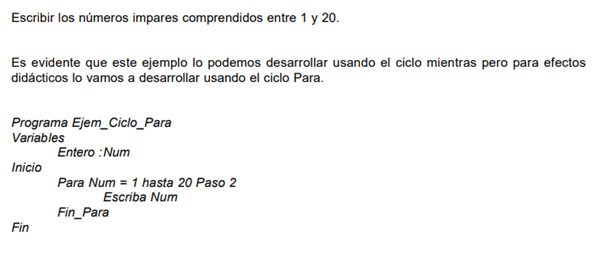 Escribir los números impares comprendidos entre 1 y 20.
Es evidente que este ejemplo lo podemos desarrollar usando el ciclo mientras pero para efectos
didácticos lo vamos a desarrollar usando el ciclo Para.
Programa Ejem_Ciclo_Para
Variables
Entero :Num
Inicio
Para Num = 1 hasta 20 Paso 2
Escriba Num
Fin_Para
Fin